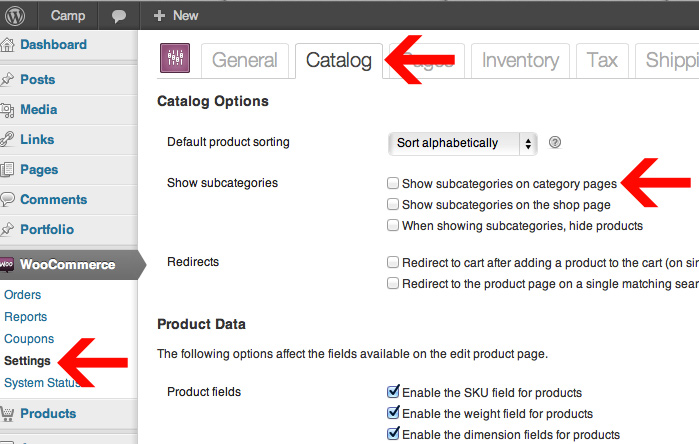 Camp + New
Dashboard
Posts
Media
Links
Pages
Comments
Portfolio
WOO WooCommerce
Orders
Reports
Coupons
Settings
System Status
Products
General Catalog Pages Inventory Tax Shippi
Catalog Options
Default product sorting Sort alphabetically ?
Show subcategories Show subcategories on category pages
Show subcategories on the shop page
When showing subcategories, hide products
Redirects Redirect to cart after adding a product to the cart (on sin
Redirect to the product page on a single matching sear
Product Data
The following options affect the fields available on the edit product page.
Product fields Enable the SKU field for products
Enable the weight field for products
Enable the dimension fields for products